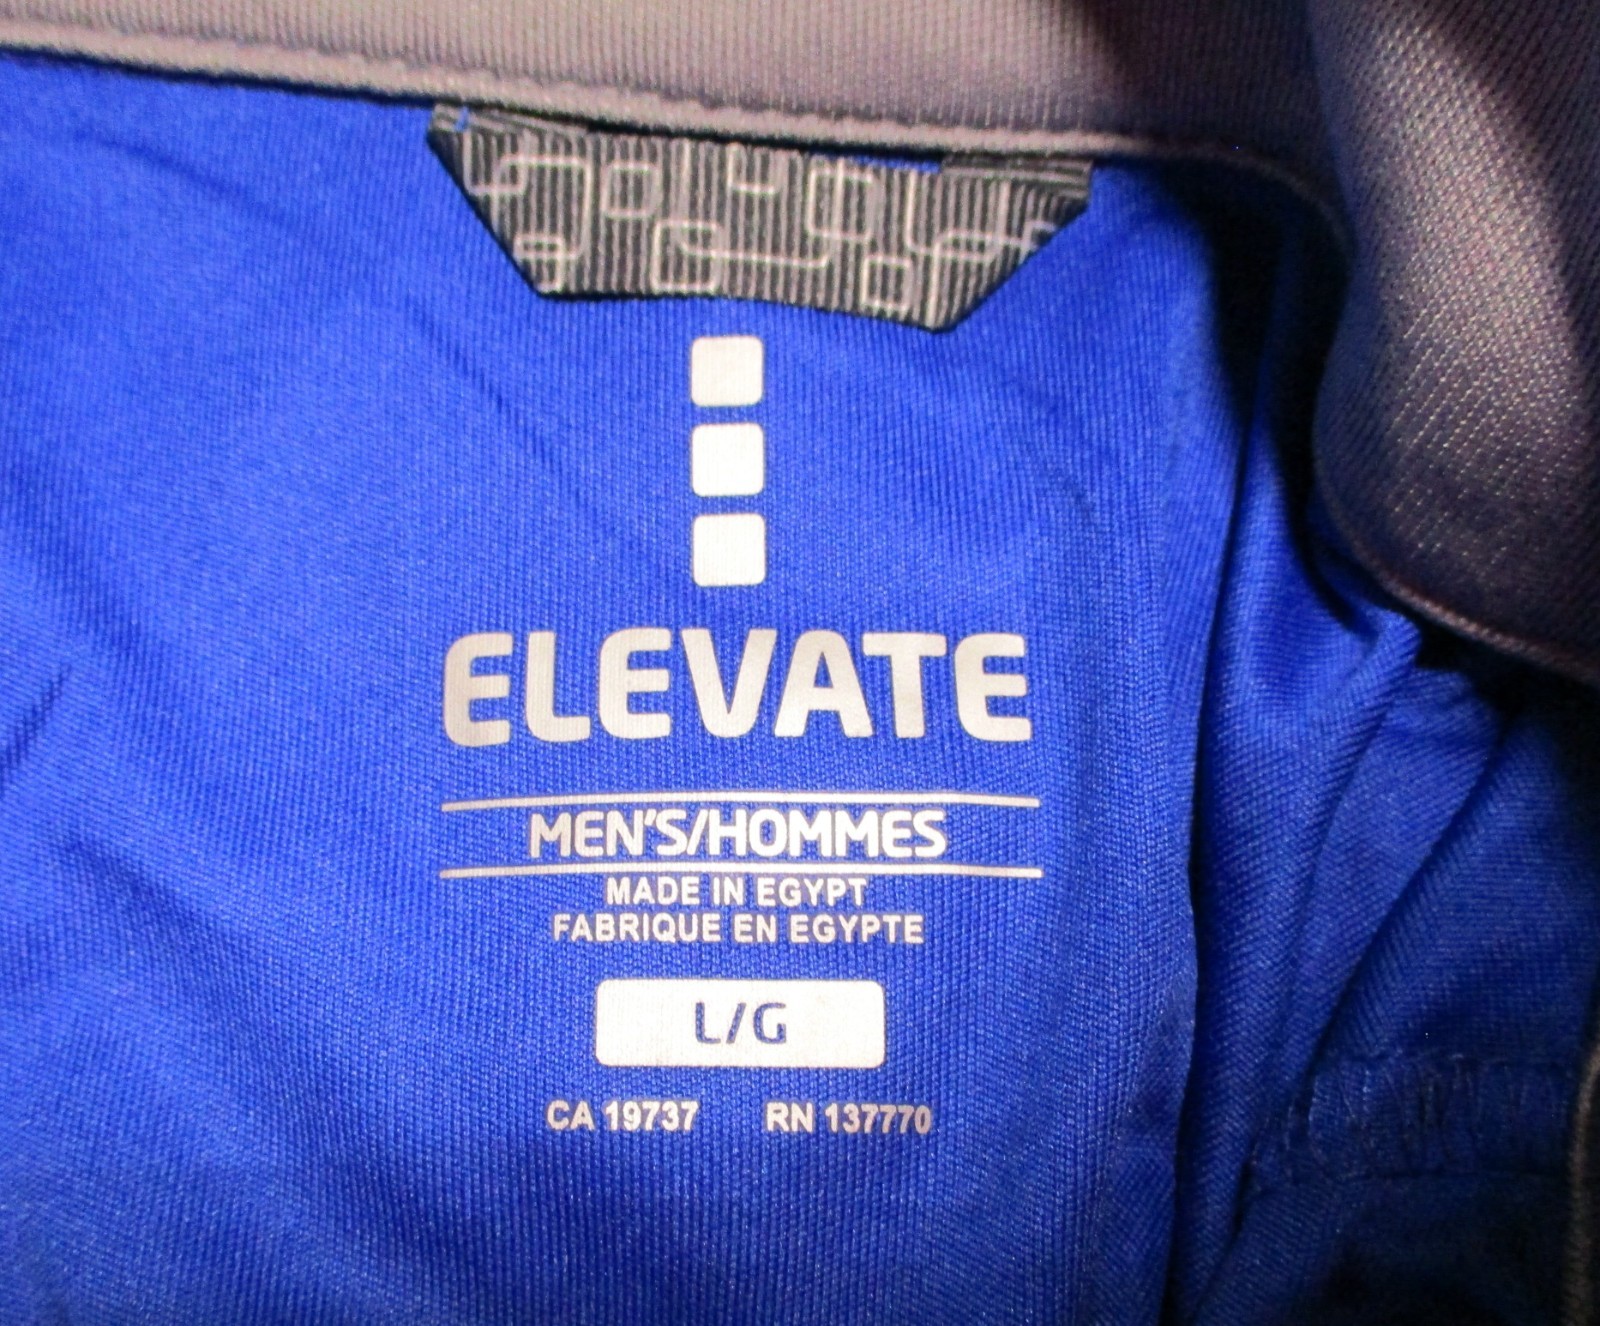 ELEVATE
MEN'S/HOMMES
MADE IN EGYPT
FABRIQUE EN EGYPTE
L/G
CA 19737 RN 137770